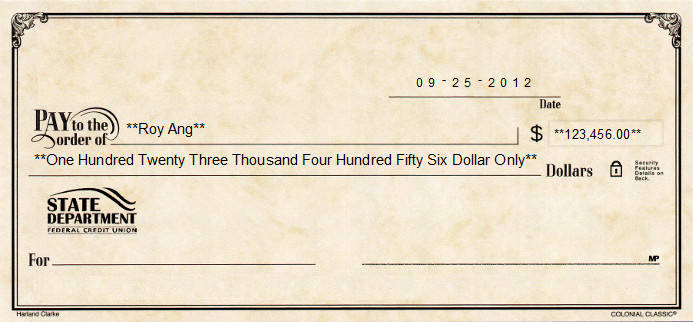 09-25-2012
Date
PAY to the order of **Roy Ang** $ **123,456.00**
**One Hundred Twenty Three Thousand Four Hundred Fifty Six Dollar Only** Dollars
Security
Features
Details on
Back.
STATE
DEPARTMENT
FEDERAL CREDIT UNION
For MP
Harland Clarke COLONIAL CLASSIC®